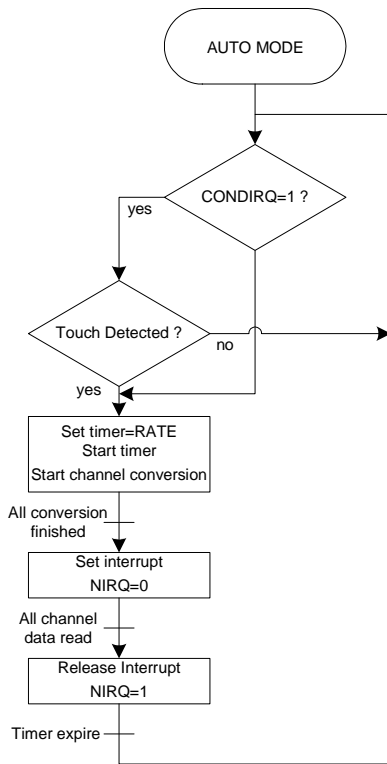 AUTO MODE
CONDIRQ=1 ?
yes
Touch Detected ?
no
yes
Set timer=RATE
Start timer
Start channel conversion
All conversion
finished
Set interrupt
NIRQ=0
All channel
data read
Release Interrupt
NIRQ=1
Timer expire